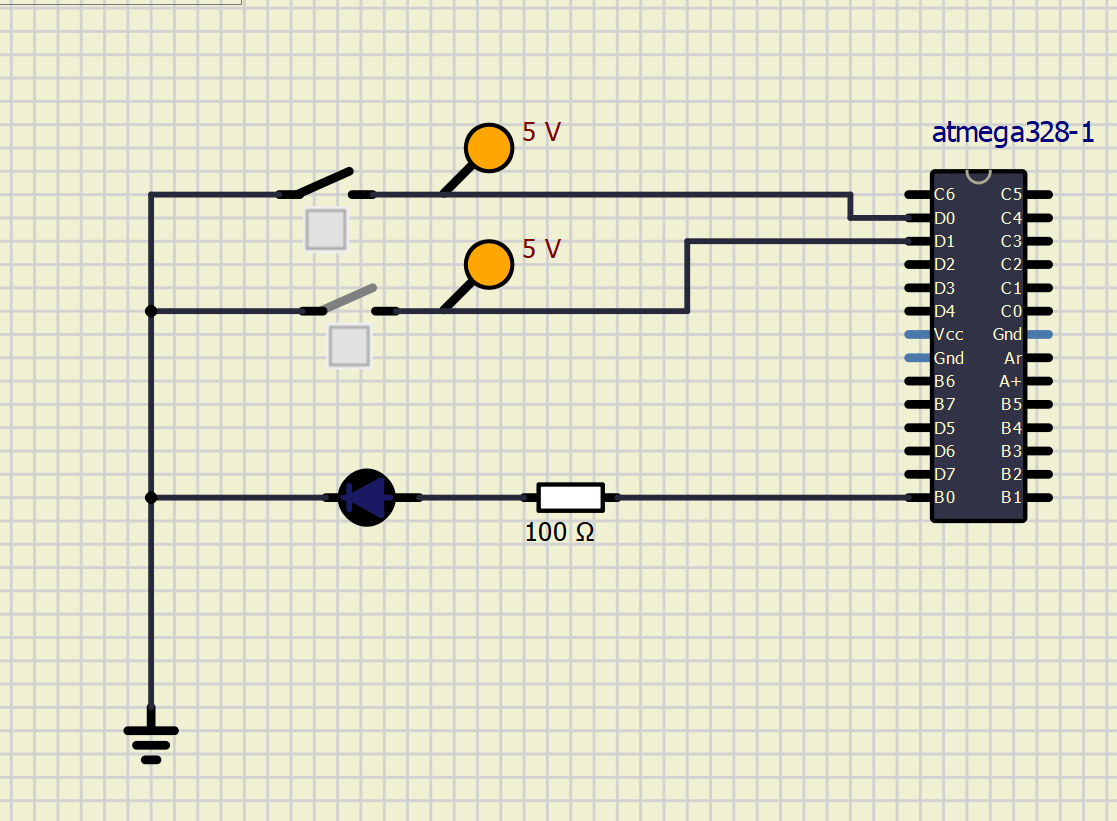 5 V
atmega328-1
5 V
C6 C5
D0 C4
D1 C3
D2 C2
D3 C1
D4 C0
Vcc Gnd
Gnd Ar
B6 A+
B7 B5
D5 B4
D6 B3
D7 B2
B0 B1
100 Ω